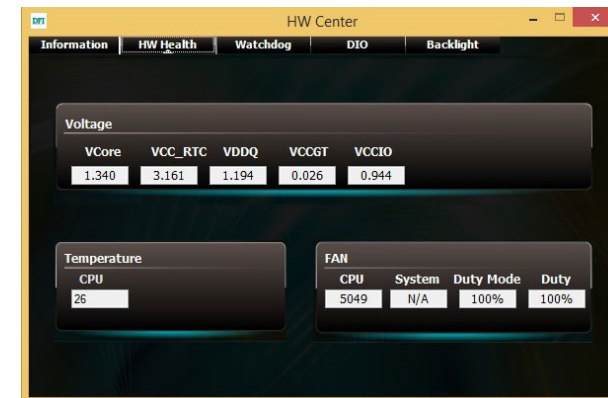 DFI HW Center
Information HW Health Watchdog DIO Backlight
Voltage
VCore VCC_RTC VDDQ VCCGT VCCIO
1.340 3.161 1.194 0.026 0.944
Temperature
CPU
26
FAN
CPU System Duty Mode Duty
5049 N/A 100% 100%